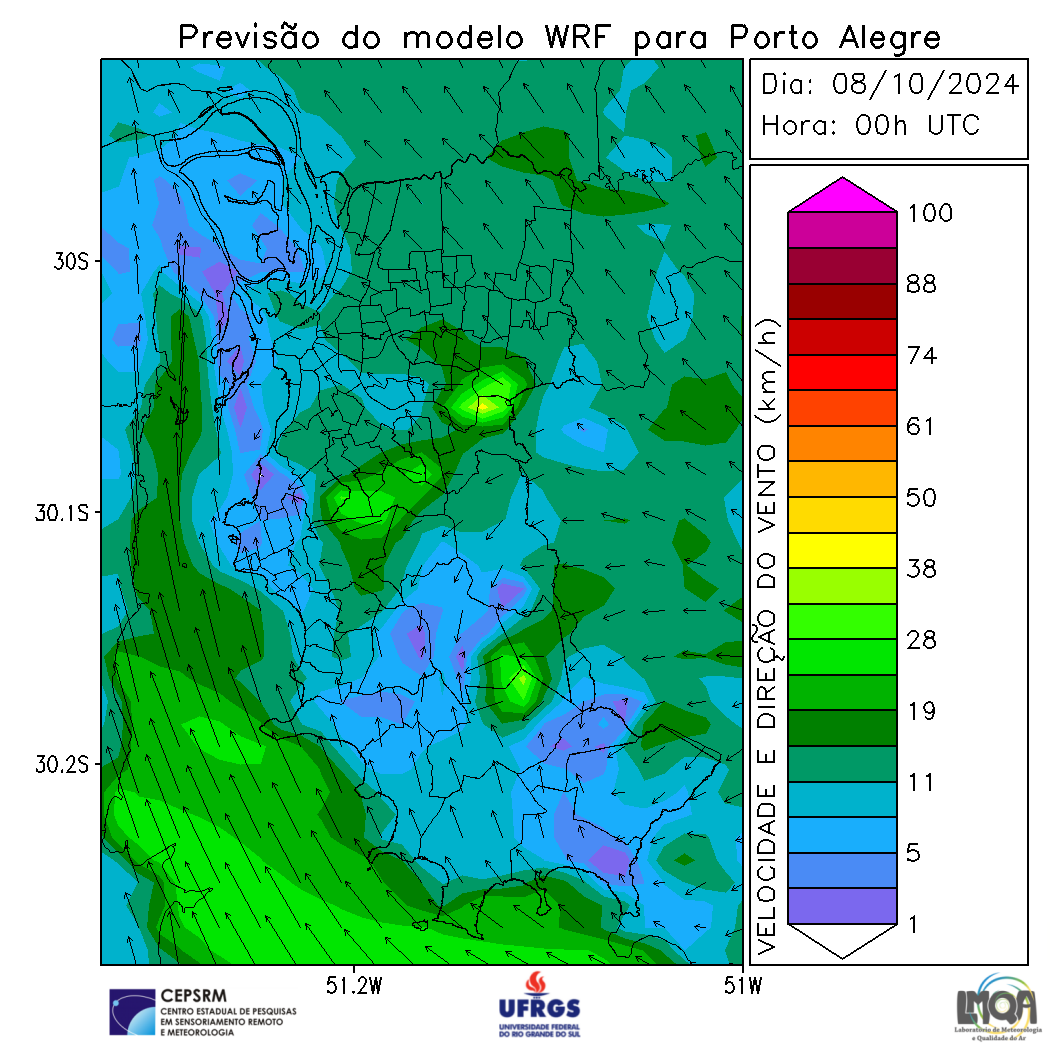 Previsão do modelo WRF para Porto Alegre
Dia: 08/10/2024
Hora: 00h UTC
30S
30.1S
30.2S
51.2W
51W
VELOCIDADE E DIREÇÃO DO VENTO (km/h)
100
88
74
61
50
38
28
19
11
5
1
CEPSRM
CENTRO ESTADUAL DE PESQUISAS
EM SENSORIAMENTO REMOTO
E METEOROLOGIA
UFRGS
UNIVERSIDADE FEDERAL
DO RIO GRANDE DO SUL
LMQA
Laboratório de Meteorologia
e Qualidade do Ar